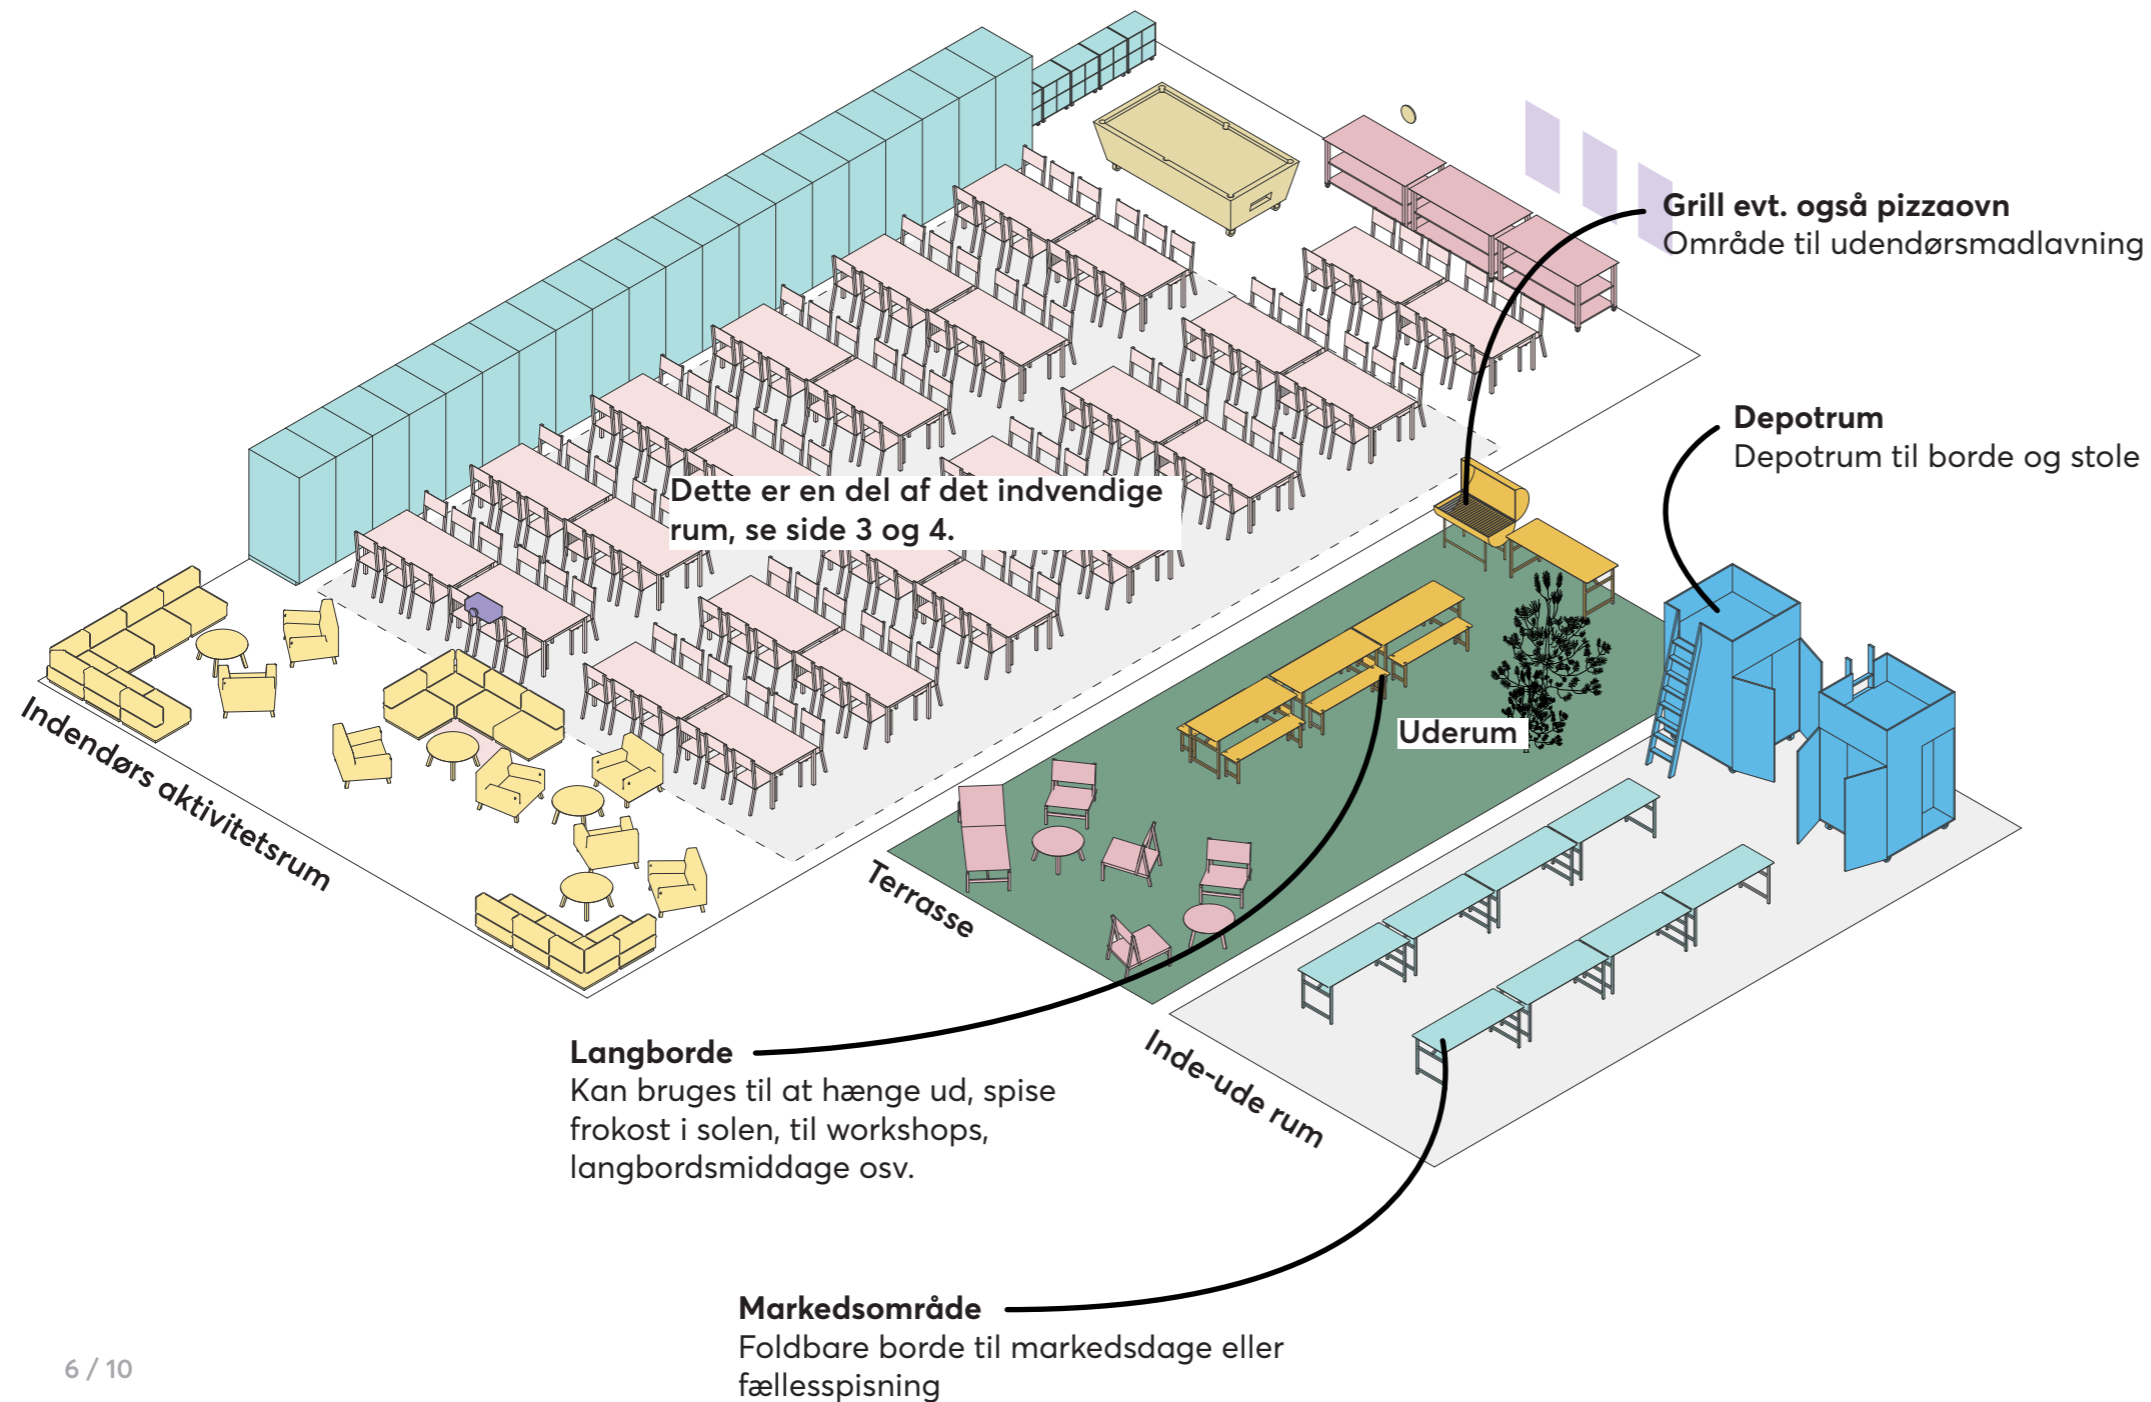 Grill evt. også pizzaovn
Område til udendørsmadlavning
Depotrum
Depotrum til borde og stole
Dette er en del af det indvendige
rum, se side 3 og 4.
Uderum
Indendørs aktivitetsrum
Terrasse
Inde-ude rum
Langborde
Kan bruges til at hænge ud, spise
frokost i solen, til workshops,
langbordsmiddage osv.
Markedsområde
Foldbare borde til markedsdage eller
fællesspisning
6 / 10